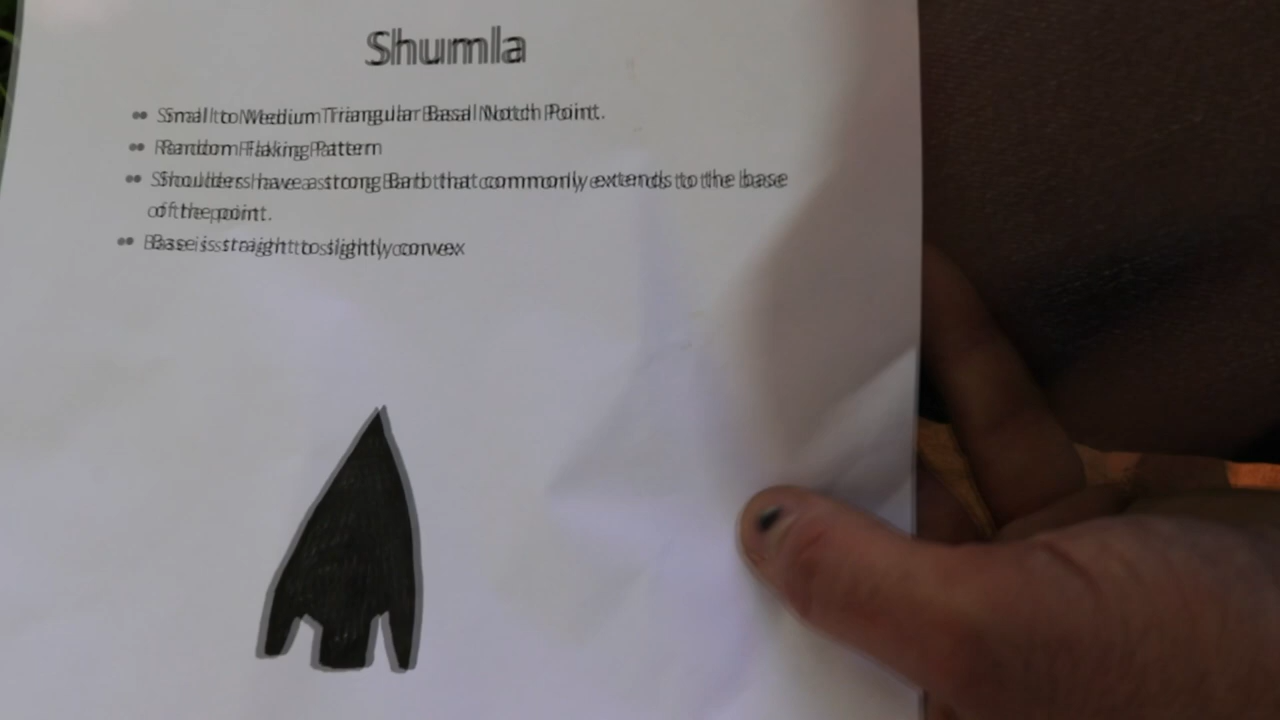 Shumla
• Small to Medium Triangular Basal Notch Point.
• Random Flaking Pattern
• Shoulders have a strong Barb that commonly extends to the base
of the point.
• Base is straight to slightly convex